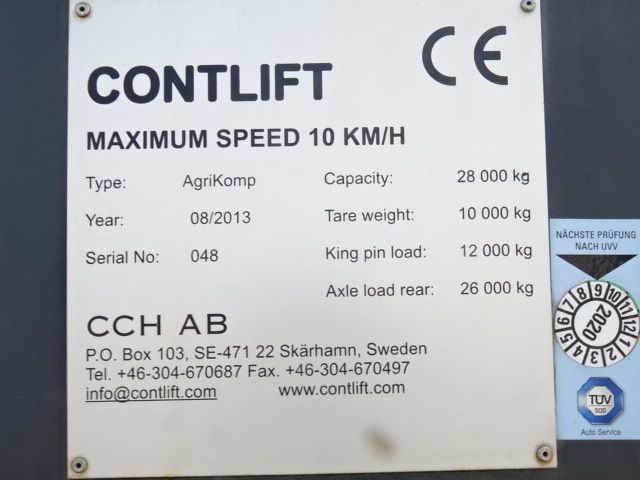 CONTLIFT
CE
MAXIMUM SPEED 10 KM/H
Type: AgriKomp Capacity: 28 000 kg
Year: 08/2013 Tare weight: 10 000 kg
Serial No: 048 King pin load: 12 000 kg
Axle load rear: 26 000 kg
CCH AB
P.O. Box 103, SE-471 22 Skärhamn, Sweden
Tel. +46-304-670687 Fax. +46-304-670497
info@contlift.com www.contlift.com
NÄCHSTE PRÜFUNG
NACH UVV
1 2 3 4 5 6 7 8 9 10 11 12
2020
TÜV
SÜD
Auto Service